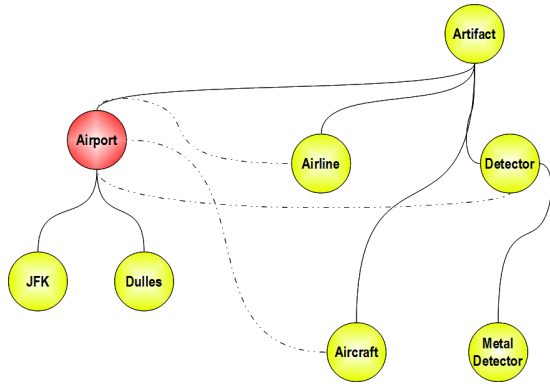 Artifact
Airport
Airline
Detector
JFK
Dulles
Aircraft
Metal
Detector